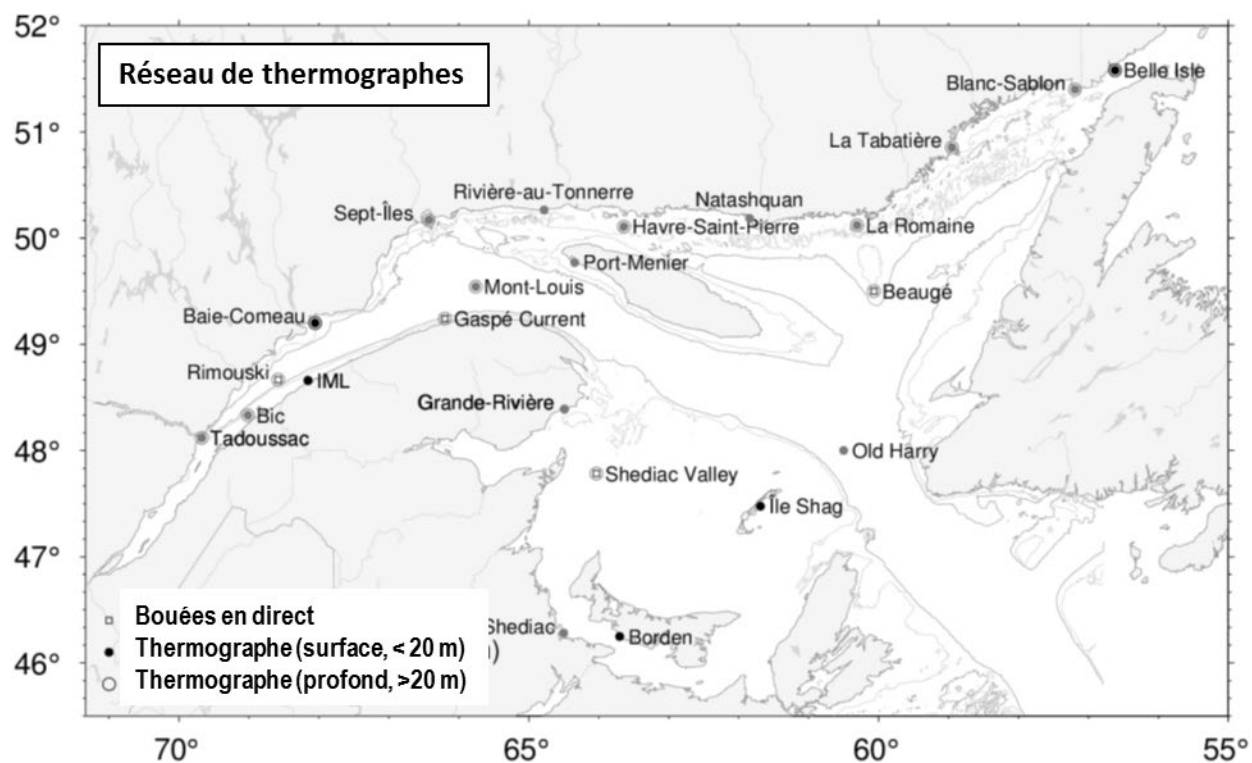 52°
Réseau de thermographes
Belle Isle
Blanc-Sablon
51°
La Tabatière
Rivière-au-Tonnerre
Natashquan
Sept-Îles
Havre-Saint-Pierre
La Romaine
50°
Port-Menier
Mont-Louis
Beaugé
Baie-Comeau
Gaspé Current
49°
Rimouski
IML
Grande-Rivière
Bic
Tadoussac
48°
Old Harry
Shediac Valley
Île Shag
47°
Bouées en direct
Shediac
Borden
Thermographe (surface, < 20 m)
46°
Thermographe (profond, >20 m)
70°
65°
60°
55°